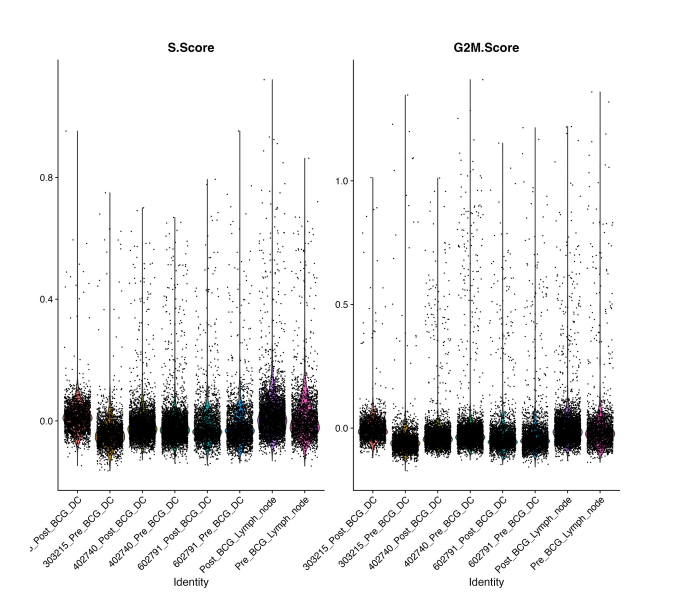 S.Score
G2M.Score
0.8
0.4
0.0
1.0
0.5
0.0
_Post_BCG_DC
303215_Pre_BCG_DC
402740_Post_BCG_DC
402740_Pre_BCG_DC
602791_Post_BCG_DC
602791_Pre_BCG_DC
Post_BCG_Lymph_node
Pre_BCG_Lymph_node
303215_Post_BCG_DC
303215_Pre_BCG_DC
402740_Post_BCG_DC
402740_Pre_BCG_DC
602791_Post_BCG_DC
602791_Pre_BCG_DC
Post_BCG_Lymph_node
Pre_BCG_Lymph_node
Identity
Identity